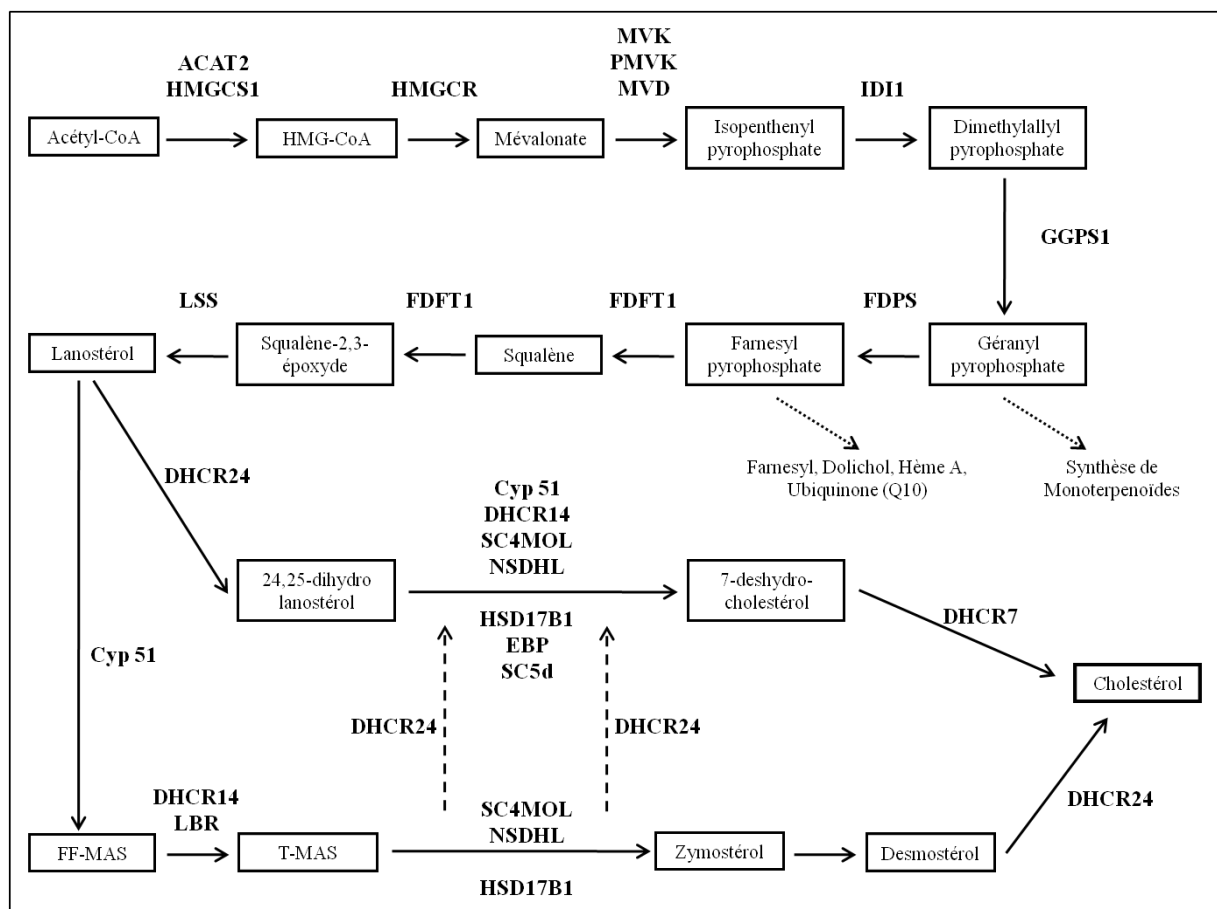 ACAT2
HMGCS1
HMGCR
MVK
PMVK
MVD
IDI1
Acétyl-CoA
HMG-CoA
Mévalonate
Isopenthenyl
pyrophosphate
Dimethylallyl
pyrophosphate
GGPS1
LSS
FDFT1
FDFT1
FDPS
Lanostérol
Squalène-2,3-
époxyde
Squalène
Farnesyl
pyrophosphate
Géranyl
pyrophosphate
Farnesyl, Dolichol, Hème A,
Ubiquinone (Q10)
Synthèse de
Monoterpenoïdes
DHCR24
Cyp 51
DHCR14
SC4MOL
NSDHL
24,25-dihydro
lanostérol
7-deshydro-
cholestérol
HSD17B1
EBP
SC5d
DHCR7
Cyp 51
Cholestérol
DHCR24
DHCR24
DHCR14
LBR
SC4MOL
NSDHL
DHCR24
FF-MAS
T-MAS
Zymostérol
Desmostérol
HSD17B1